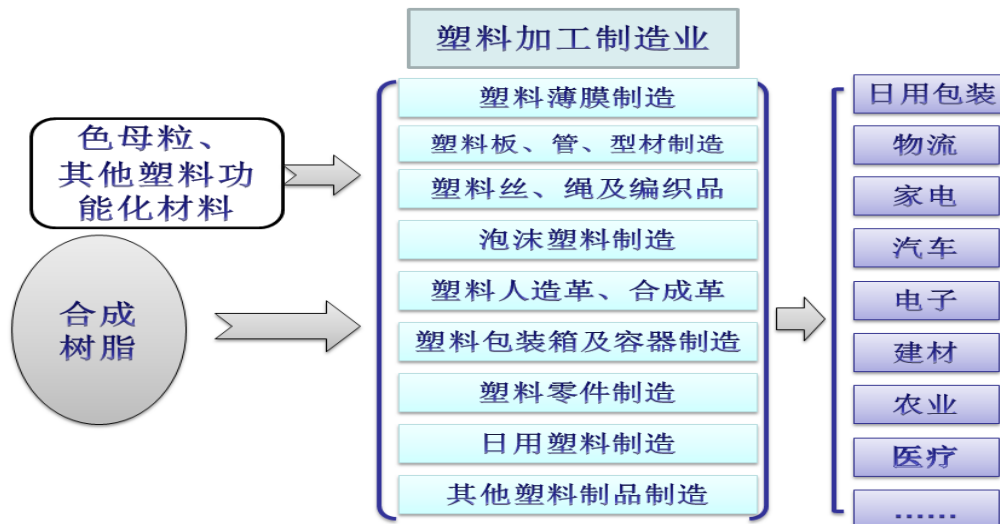 塑料加工制造业
色母粒、
其他塑料功
能化材料
合成
树脂
塑料薄膜制造
塑料板、管、型材制造
塑料丝、绳及编织品
泡沫塑料制造
塑料人造革、合成革
塑料包装箱及容器制造
塑料零件制造
日用塑料制造
其他塑料制品制造
日用包装
物流
家电
汽车
电子
建材
农业
医疗
……